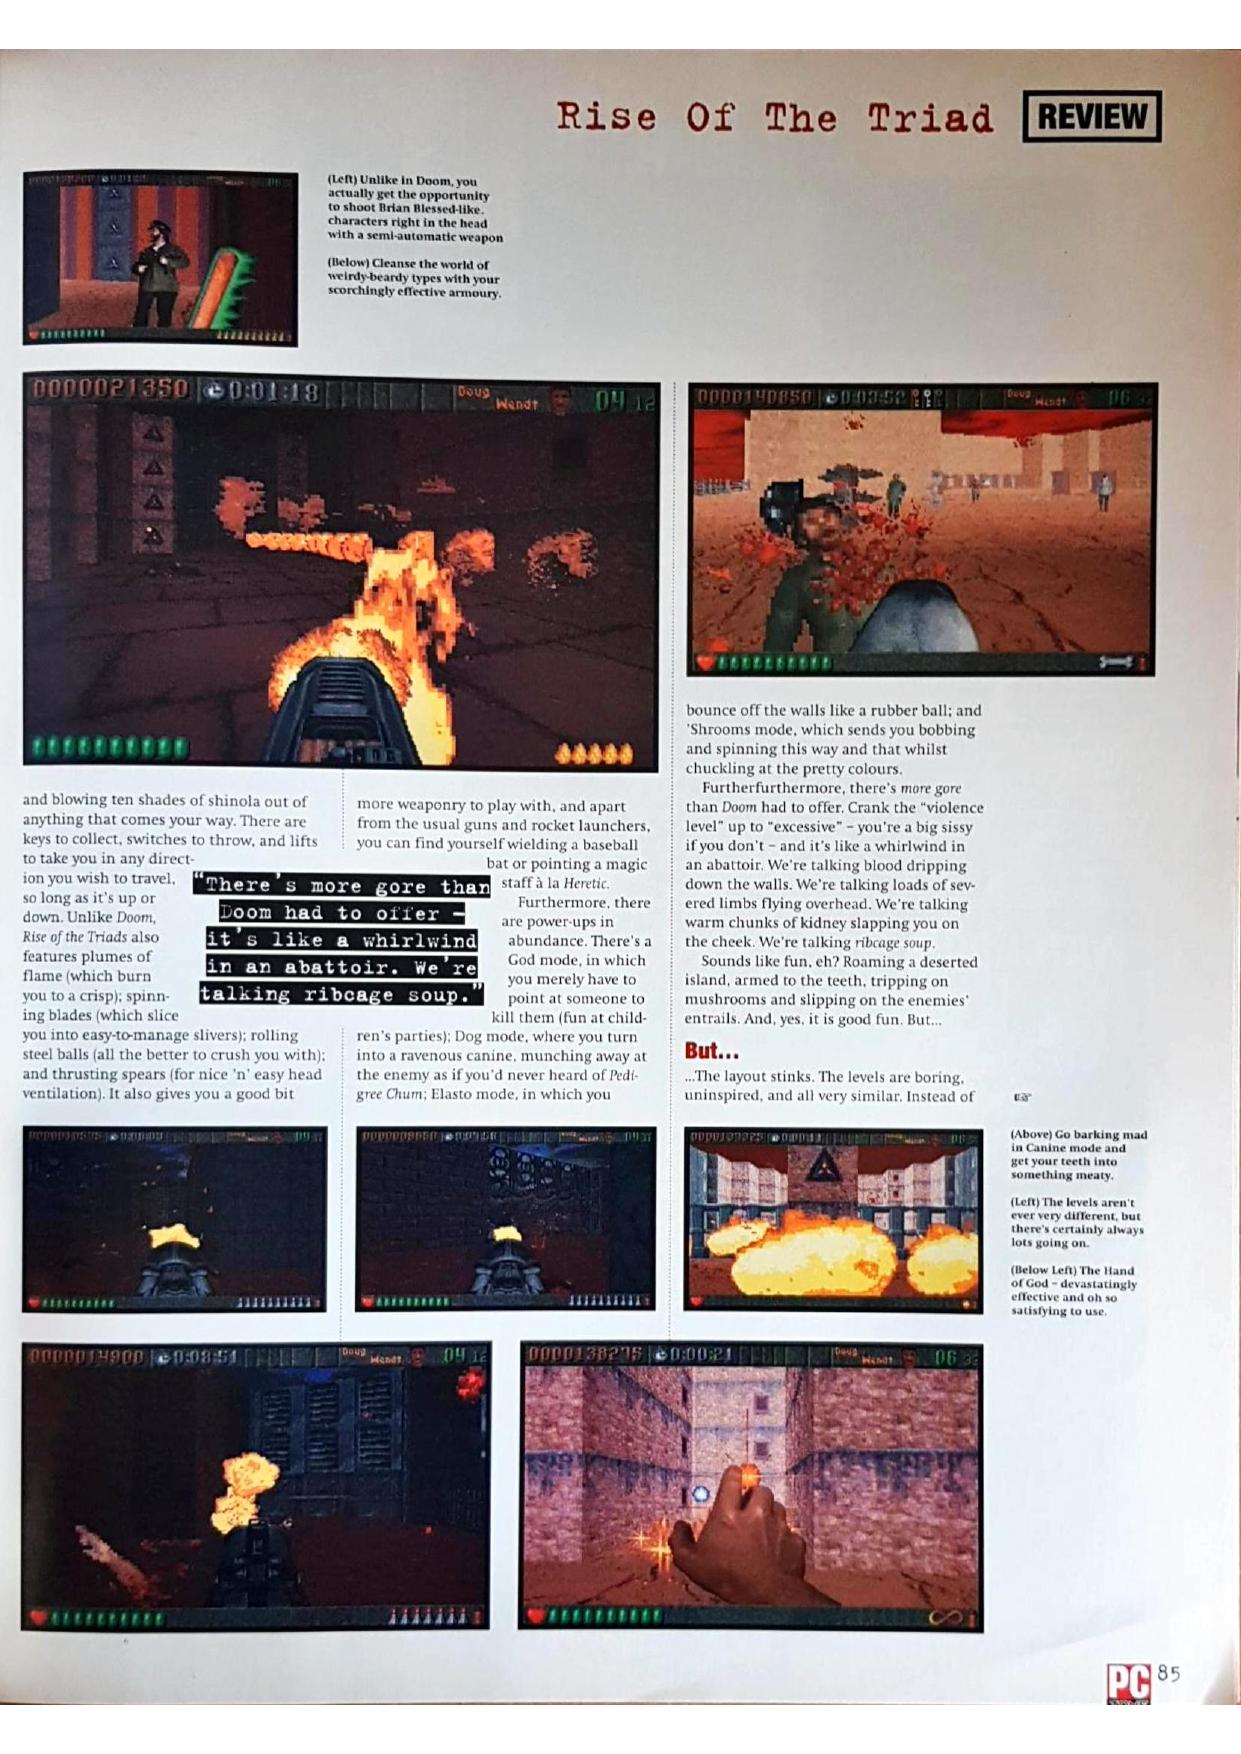 Rise Of The Triad REVIEW
(Left) Unlike in Doom, you
actually get the opportunity
to shoot Brian Blessed-like.
characters right in the head
with a semi-automatic weapon
(Below) Cleanse the world of
weirdy-beardy types with your
scorchingly effective armoury.
0000021350 0:01:18 Doug Wendt 04 12
0000140850 0:03:52 Doug Wendt 06
and blowing ten shades of shinola out of
anything that comes your way. There are
keys to collect, switches to throw, and lifts
to take you in any direct-
ion you wish to travel,
so long as it's up or
down. Unlike Doom,
Rise of the Triads also
features plumes of
flame (which burn
you to a crisp); spinn-
ing blades (which slice
you into easy-to-manage slivers); rolling
steel balls (all the better to crush you with);
and thrusting spears (for nice 'n' easy head
ventilation). It also gives you a good bit
"There's more gore than
Doom had to offer –
it's like a whirlwind
in an abattoir. We're
talking ribcage soup."
more weaponry to play with, and apart
from the usual guns and rocket launchers,
you can find yourself wielding a baseball
bat or pointing a magic
staff à la Heretic.
Furthermore, there
are power-ups in
abundance. There's a
God mode, in which
you merely have to
point at someone to
kill them (fun at child-
ren's parties); Dog mode, where you turn
into a ravenous canine, munching away at
the enemy as if you'd never heard of Pedi-
gree Chum; Elasto mode, in which you
bounce off the walls like a rubber ball; and
'Shrooms mode, which sends you bobbing
and spinning this way and that whilst
chuckling at the pretty colours.
Furtherfurthermore, there's more gore
than Doom had to offer. Crank the "violence
level" up to "excessive" – you're a big sissy
if you don't – and it's like a whirlwind in
an abattoir. We're talking blood dripping
down the walls. We're talking loads of sev-
ered limbs flying overhead. We're talking
warm chunks of kidney slapping you on
the cheek. We're talking ribcage soup.
Sounds like fun, eh? Roaming a deserted
island, armed to the teeth, tripping on
mushrooms and slipping on the enemies'
entrails. And, yes, it is good fun. But...
But...
...The layout stinks. The levels are boring,
uninspired, and all very similar. Instead of
(Above) Go barking mad
in Canine mode and
get your teeth into
something meaty.
(Left) The levels aren't
ever very different, but
there's certainly always
lots going on.
(Below Left) The Hand
of God – devastatingly
effective and oh so
satisfying to use.
0000014900 0:08:51 Doug Wendt 04 12
0000138275 0:00:21 Doug Wendt 06
PC 85